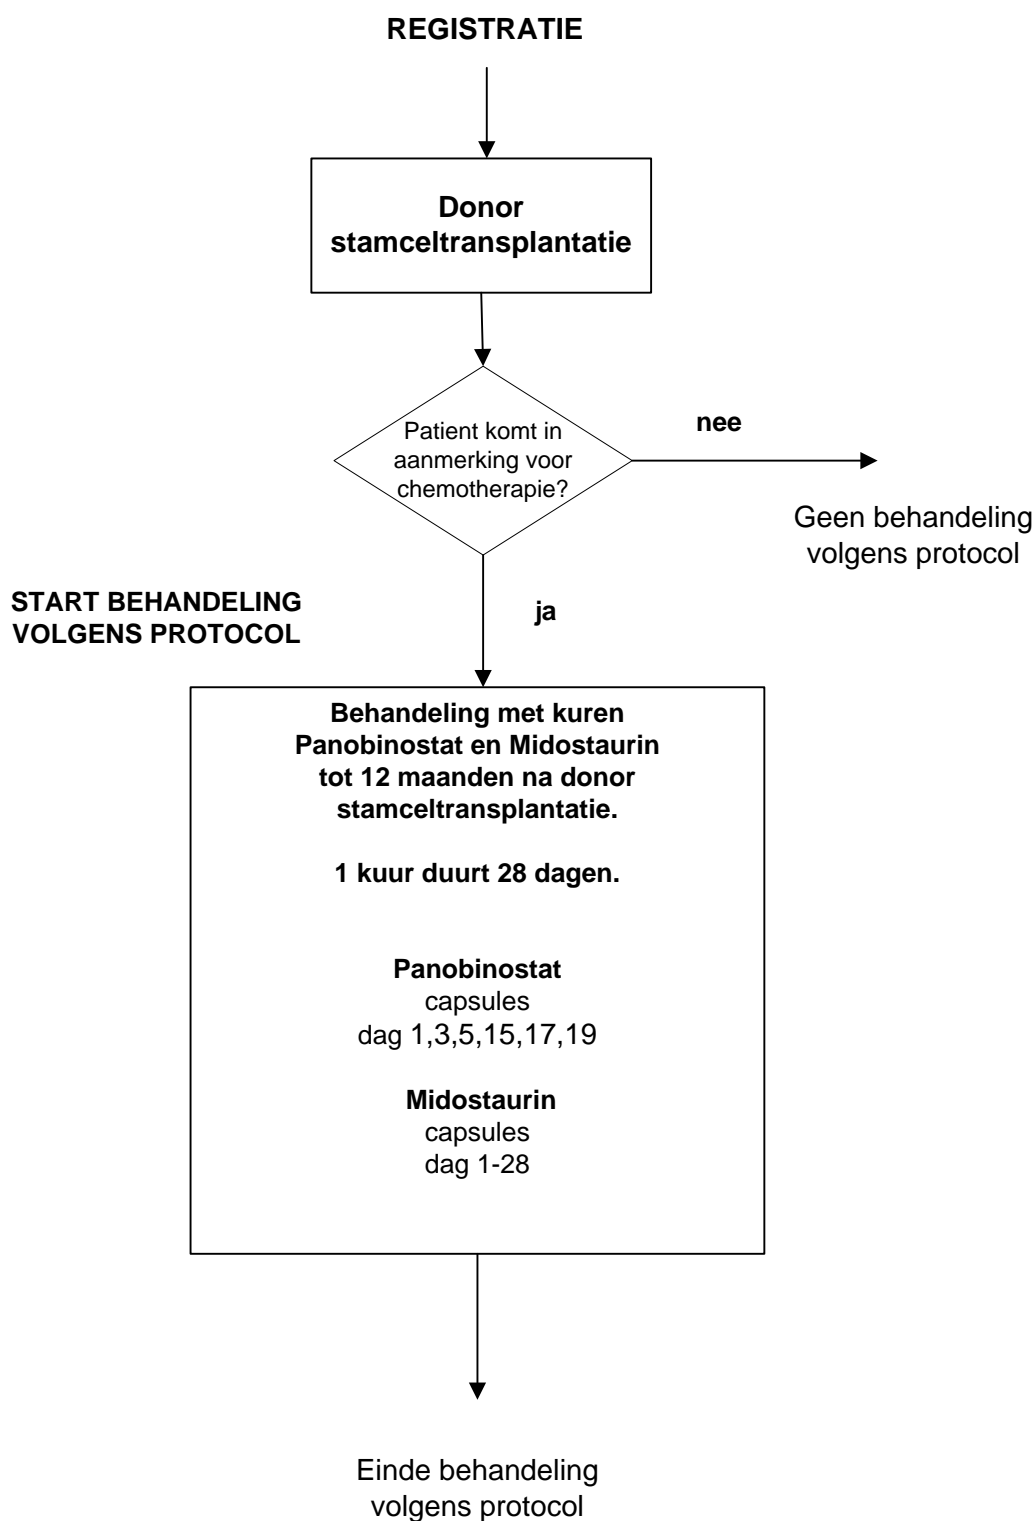 REGISTRATIE
Donor
stamceltransplantatie
Patient komt in
aanmerking voor
chemotherapie?
nee
Geen behandeling
volgens protocol
START BEHANDELING
VOLGENS PROTOCOL
ja
Behandeling met kuren
Panobinostat en Midostaurin
tot 12 maanden na donor
stamceltransplantatie.
1 kuur duurt 28 dagen.
Panobinostat
capsules
dag 1,3,5,15,17,19
Midostaurin
capsules
dag 1-28
Einde behandeling
volgens protocol